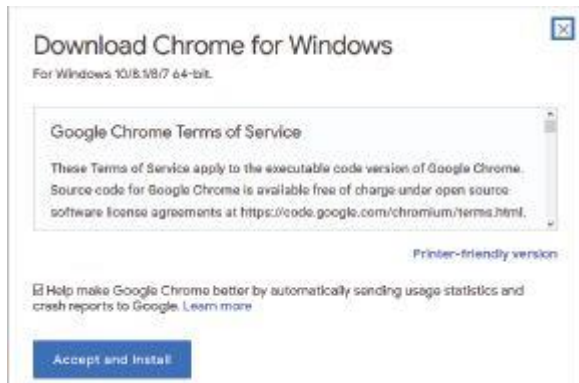 Download Chrome for Windows
For Windows 10/8.1/8/7 64-bit.
Google Chrome Terms of Service
These Terms of Service apply to the executable code version of Google Chrome.
Source code for Google Chrome is available free of charge under open source
software license agreements at https://code.google.com/chromium/terms.html.
Printer-friendly version
Help make Google Chrome better by automatically sending usage statistics and
crash reports to Google. Learn more
Accept and Install